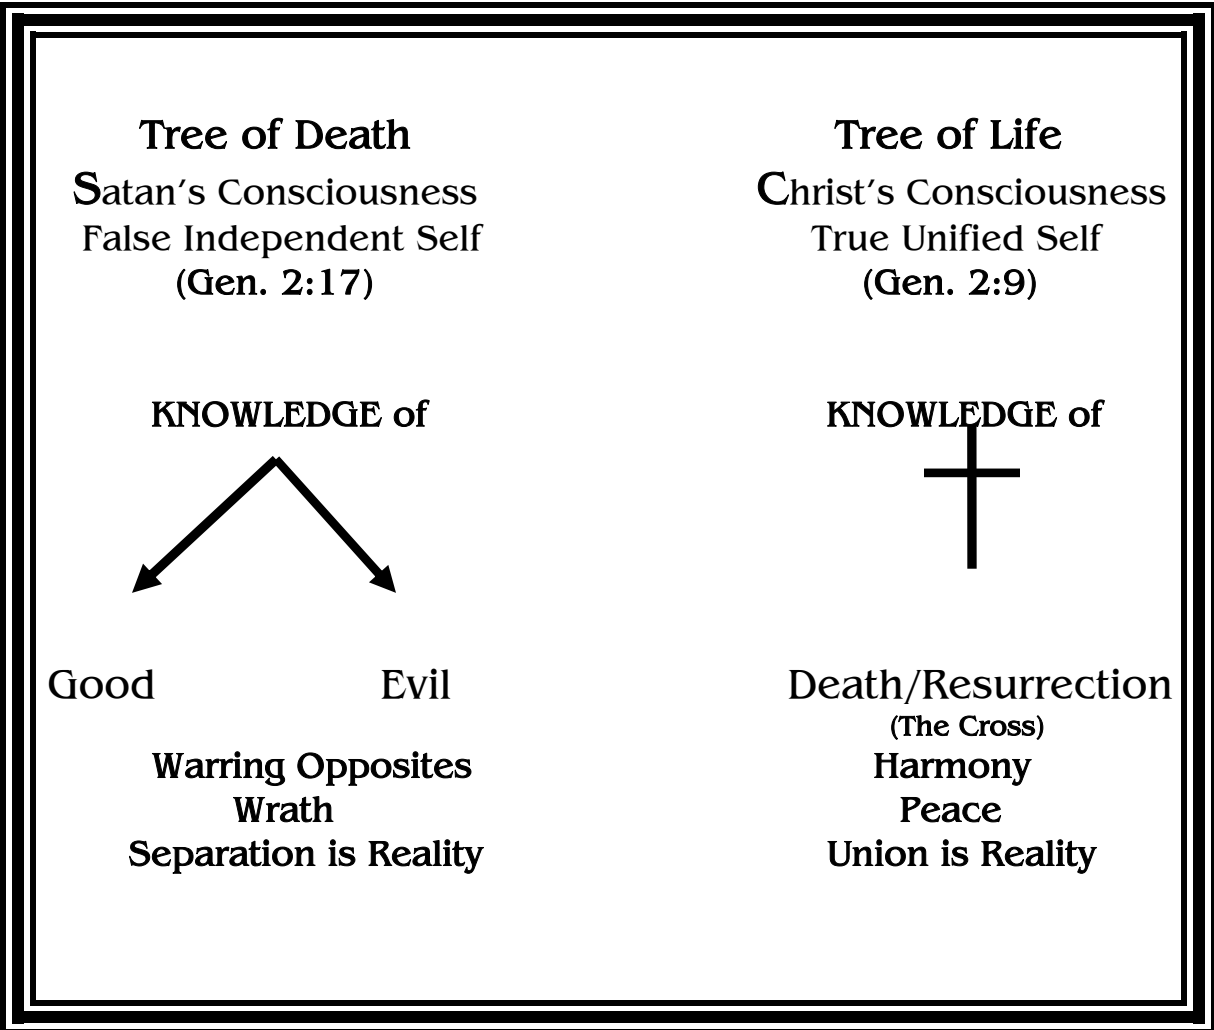 Tree of Death
Satan's Consciousness
False Independent Self
(Gen. 2:17)
KNOWLEDGE of
Good Evil
Warring Opposites
Wrath
Separation is Reality
Tree of Life
Christ's Consciousness
True Unified Self
(Gen. 2:9)
KNOWLEDGE of
Death/Resurrection
(The Cross)
Harmony
Peace
Union is Reality